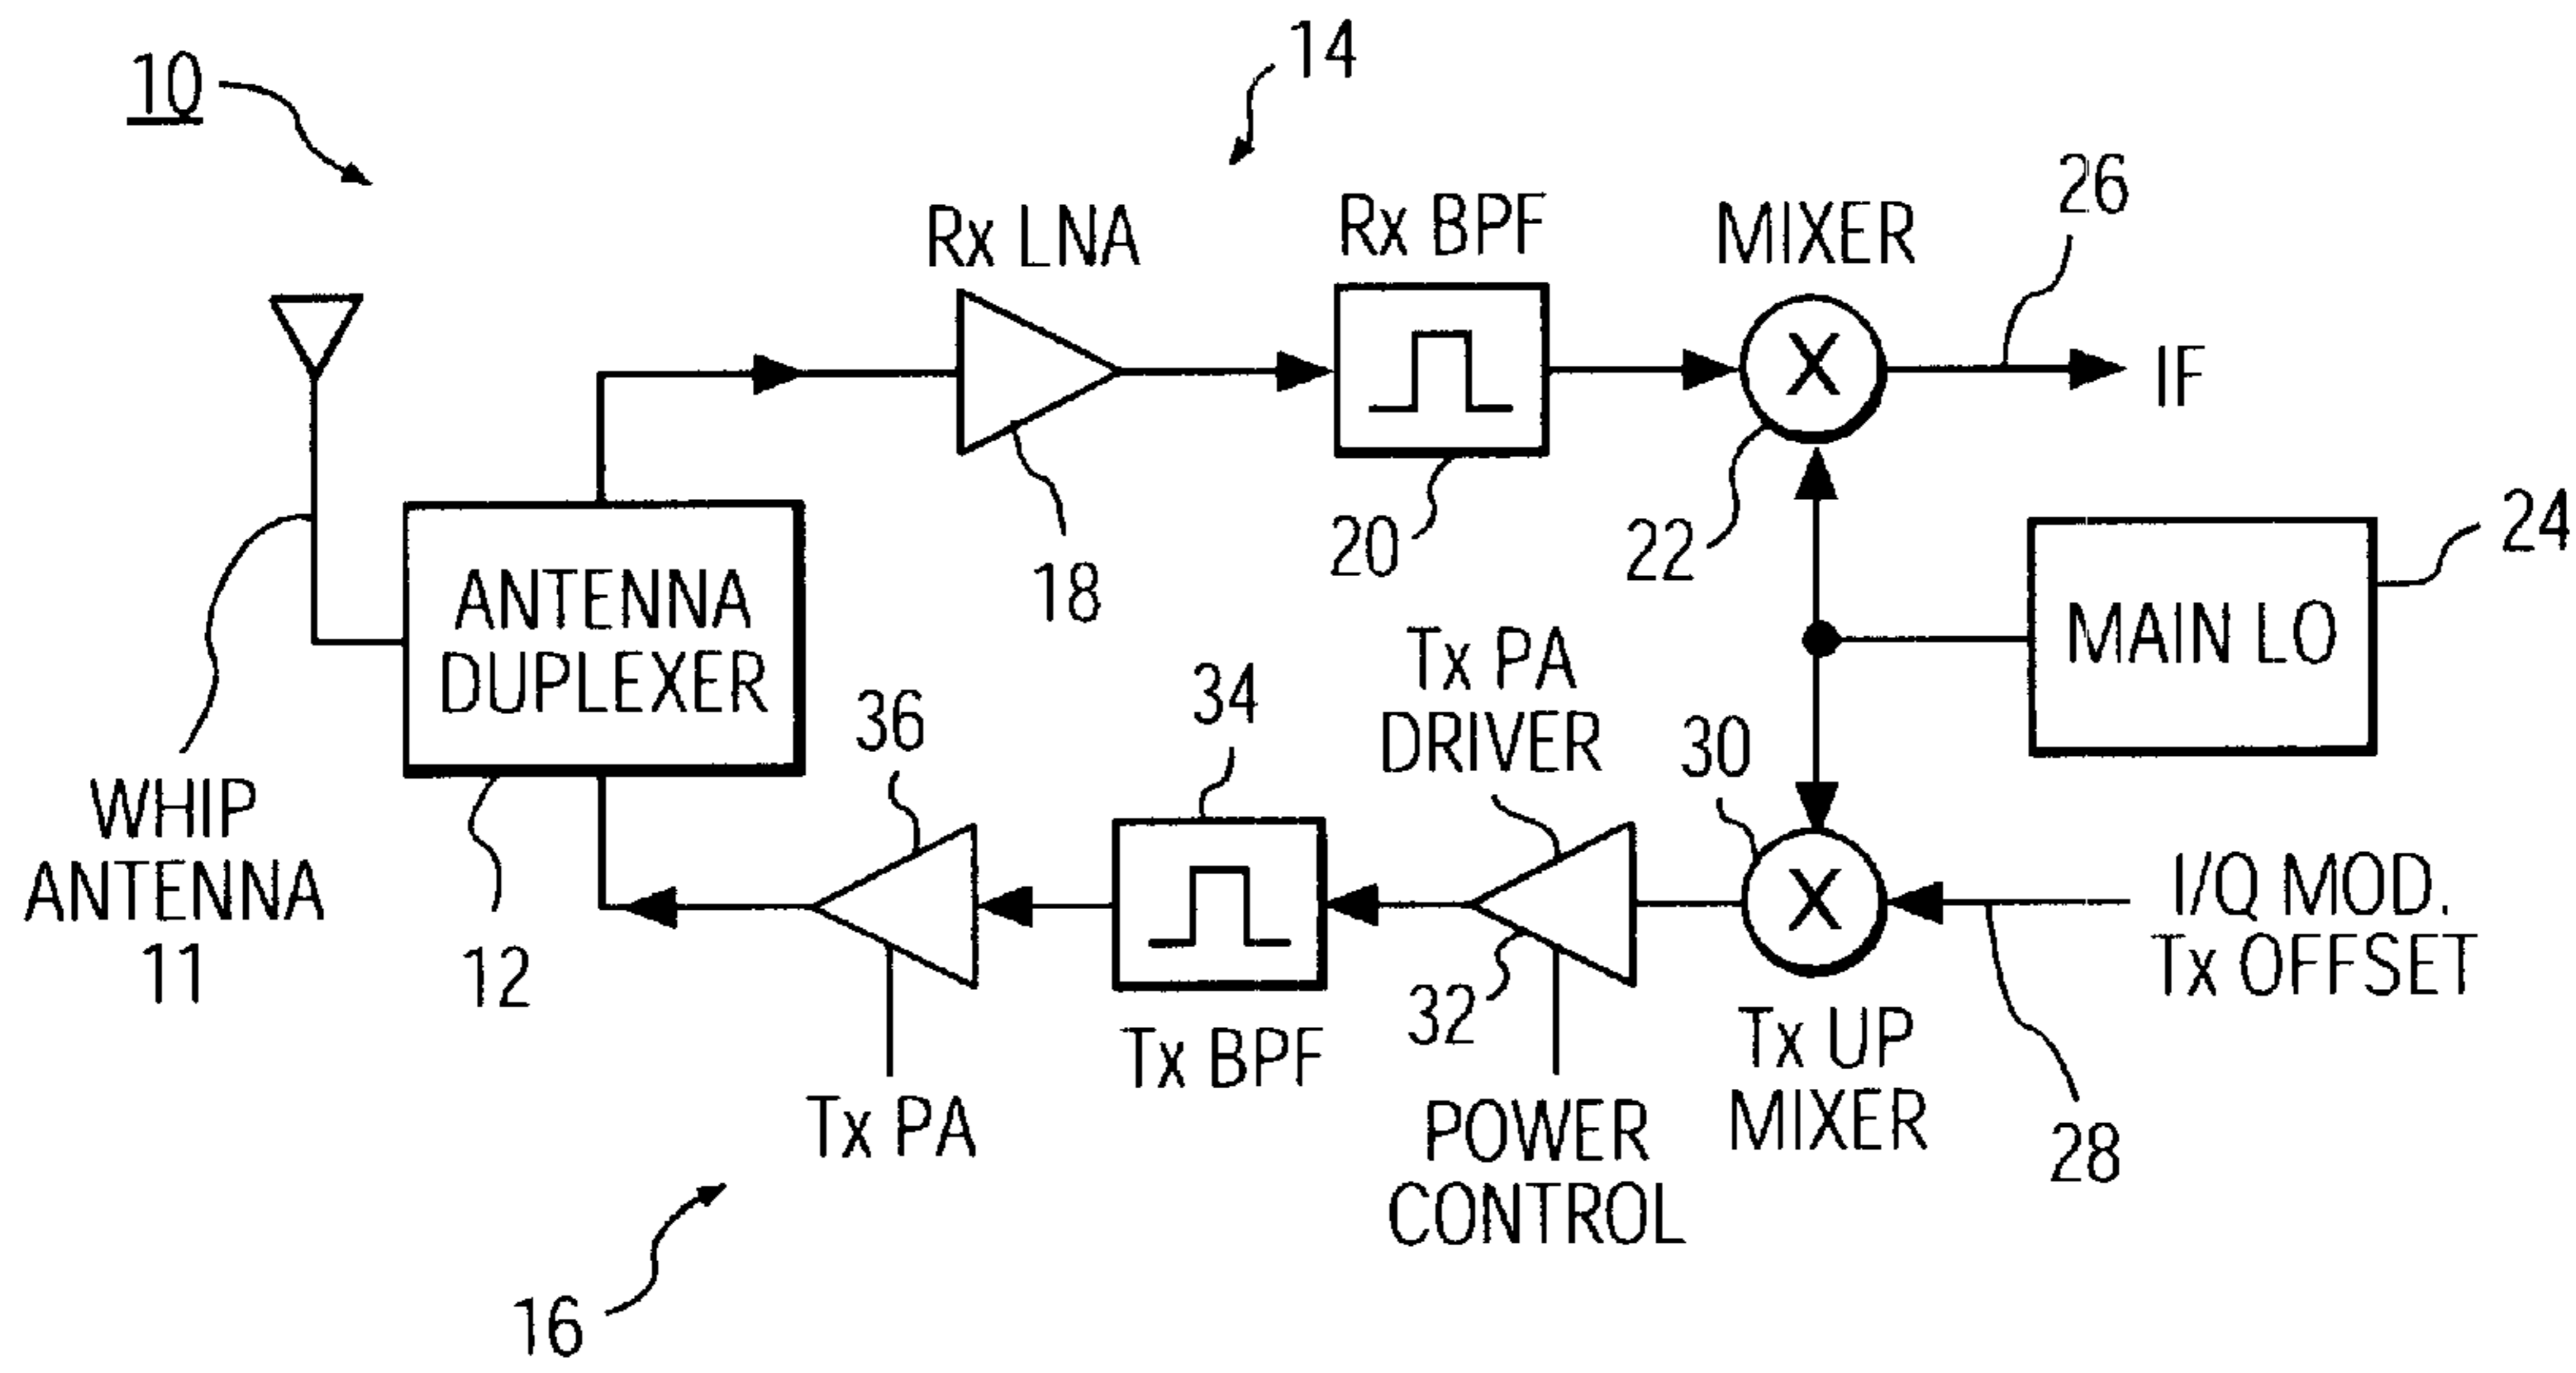 10
14
26
Rx LNA
Rx BPF
MIXER
X
IF
18
20
22
24
MAIN LO
ANTENNA
DUPLEXER
WHIP
ANTENNA
11
12
36
34
Tx PA
DRIVER
30
X
I/Q MOD.
Tx OFFSET
32
Tx PA
Tx BPF
POWER
CONTROL
Tx UP
MIXER
28
16